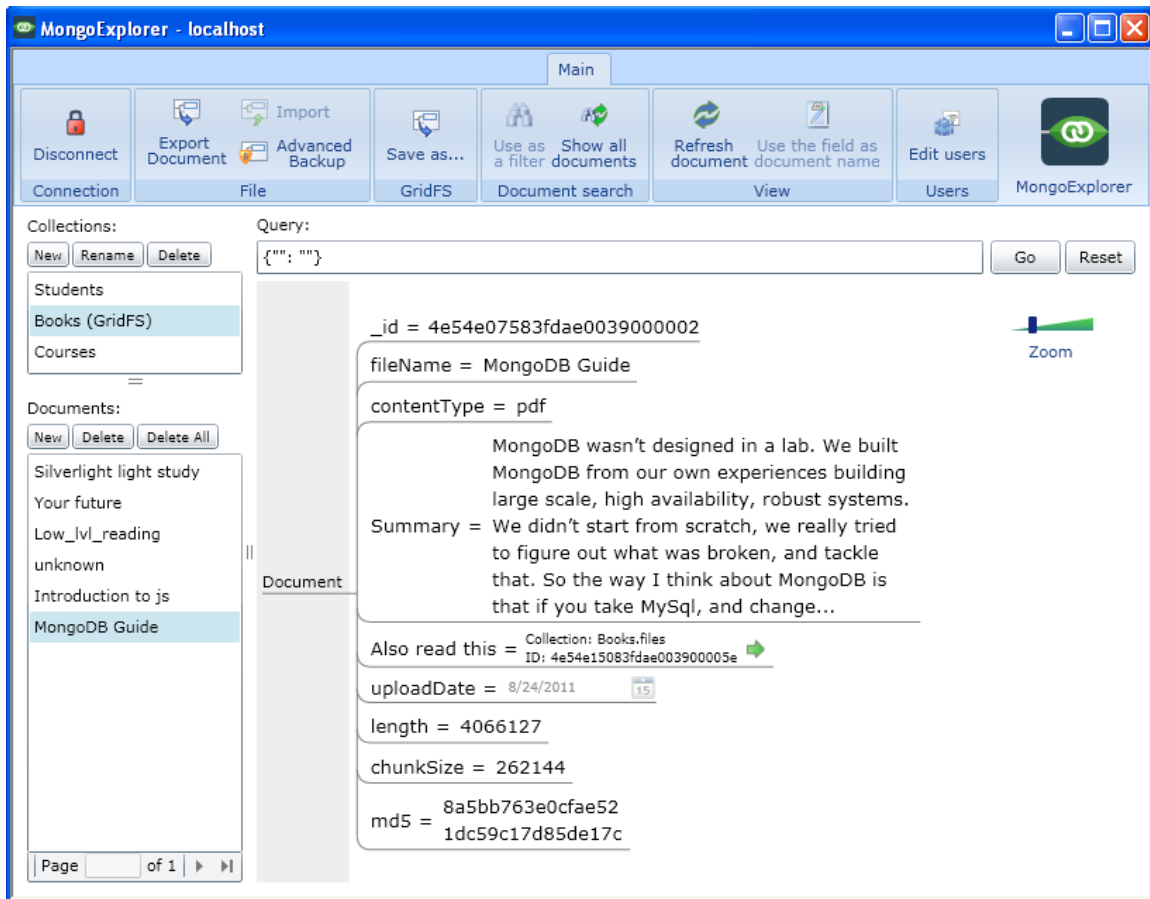 MongoExplorer - localhost
Main
Disconnect
Export
Document
Import
Advanced
Backup
Save as...
Use as
a filter
Show all
documents
Refresh
document
Use the field as
document name
Edit users
MongoExplorer
Connection
File
GridFS
Document search
View
Users
Collections:
New Rename Delete
Students
Books (GridFS)
Courses
Documents:
New Delete Delete All
Silverlight light study
Your future
Low_lvl_reading
unknown
Introduction to js
MongoDB Guide
Page of 1
Query:
{"": ""}
Go Reset
Zoom
Document
_id = 4e54e07583fdae0039000002
fileName = MongoDB Guide
contentType = pdf
Summary =
MongoDB wasn't designed in a lab. We built
MongoDB from our own experiences building
large scale, high availability, robust systems.
We didn't start from scratch, we really tried
to figure out what was broken, and tackle
that. So the way I think about MongoDB is
that if you take MySql, and change...
Also read this =
Collection: Books.files
ID: 4e54e15083fdae003900005e
uploadDate = 8/24/2011 15
length = 4066127
chunkSize = 262144
md5 =
8a5bb763e0cfae52
1dc59c17d85de17c